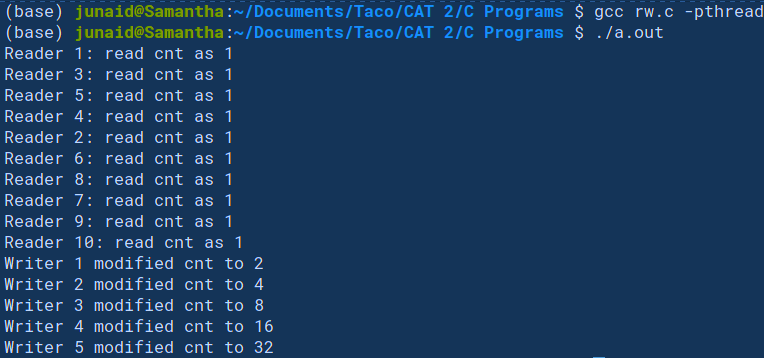 (base) junaid@Samantha:~/Documents/Taco/CAT 2/C Programs $ gcc rw.c -pthread
(base) junaid@Samantha:~/Documents/Taco/CAT 2/C Programs $ ./a.out
Reader 1: read cnt as 1
Reader 3: read cnt as 1
Reader 5: read cnt as 1
Reader 4: read cnt as 1
Reader 2: read cnt as 1
Reader 6: read cnt as 1
Reader 8: read cnt as 1
Reader 7: read cnt as 1
Reader 9: read cnt as 1
Reader 10: read cnt as 1
Writer 1 modified cnt to 2
Writer 2 modified cnt to 4
Writer 3 modified cnt to 8
Writer 4 modified cnt to 16
Writer 5 modified cnt to 32